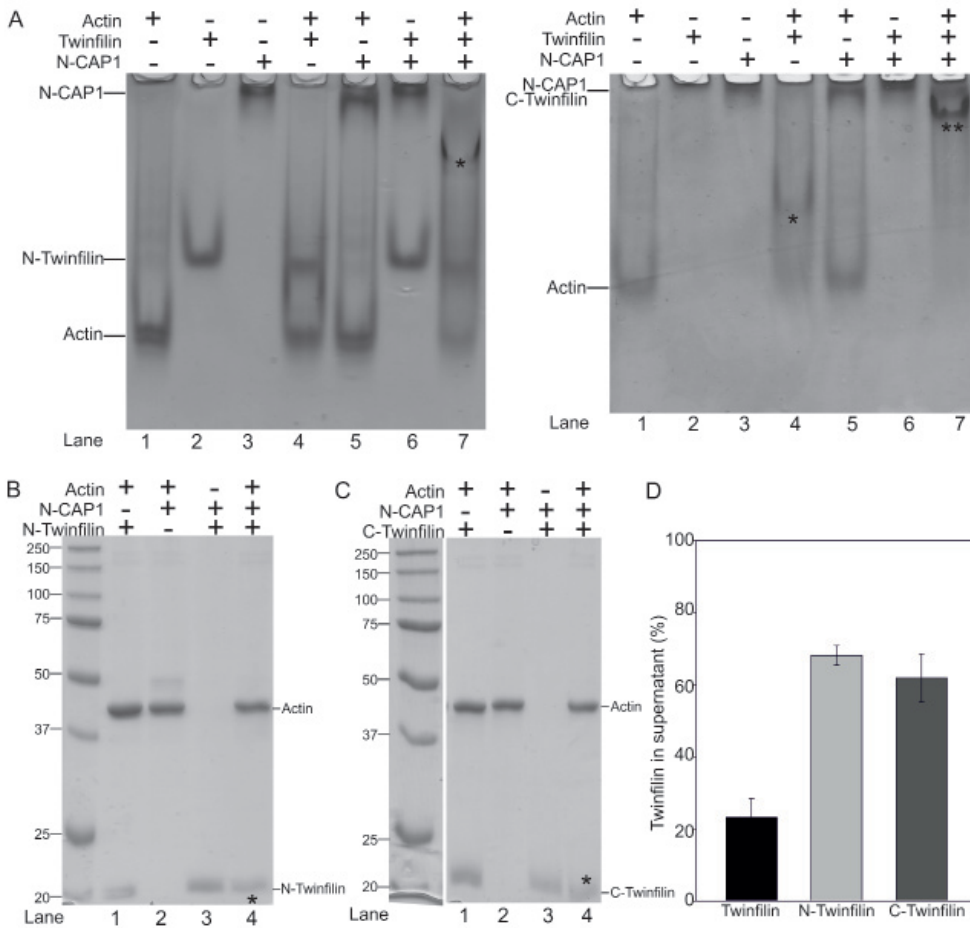 A
Actin + - - + + - +
Twinfilin - + - + - + +
N-CAP1 - - + - + + +
N-CAP1
N-Twinfilin
Actin
*
Lane 1 2 3 4 5 6 7
Actin + - - + + - +
Twinfilin - + - + - + +
N-CAP1 - - + - + + +
N-CAP1
C-Twinfilin
**
*
Actin
Lane 1 2 3 4 5 6 7
B
Actin + + - +
N-CAP1 - + + +
N-Twinfilin + - + +
250
150
100
75
50
Actin
37
25
20
N-Twinfilin
*
Lane 1 2 3 4
C
Actin + + - +
N-CAP1 - + + +
C-Twinfilin + - + +
250
150
100
75
50
Actin
37
25
20
*
C-Twinfilin
Lane 1 2 3 4
D
Twinfilin in supernatant (%)
100
80
60
40
20
0
Twinfilin N-Twinfilin C-Twinfilin